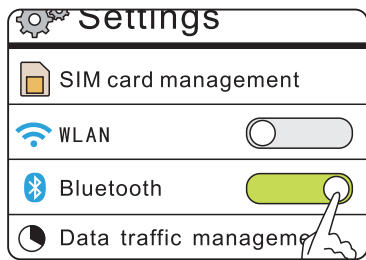 Settings
SIM card management
WLAN
Bluetooth
Data traffic manageme